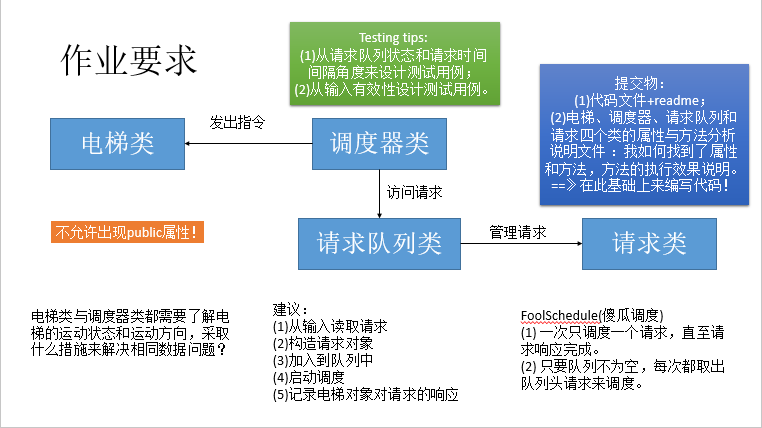 作业要求
Testing tips:
(1)从请求队列状态和请求时间
间隔角度来设计测试用例；
(2)从输入有效性设计测试用例。
提交物：
(1)代码文件+readme；
(2)电梯、调度器、请求队列和
请求四个类的属性与方法分析
说明文件：我如何找到了属性
和方法，方法的执行效果说明。
==》在此基础上来编写代码！
电梯类
发出指令
调度器类
访问请求
不允许出现public属性！
请求队列类
管理请求
请求类
电梯类与调度器类都需要了解电
梯的运动状态和运动方向，采取
什么措施来解决相同数据问题？
建议：
(1)从输入读取请求
(2)构造请求对象
(3)加入到队列中
(4)启动调度
(5)记录电梯对象对请求的响应
FoolSchedule(傻瓜调度)
(1) 一次只调度一个请求，直至请
求响应完成。
(2) 只要队列不为空，每次都取出
队列头请求来调度。